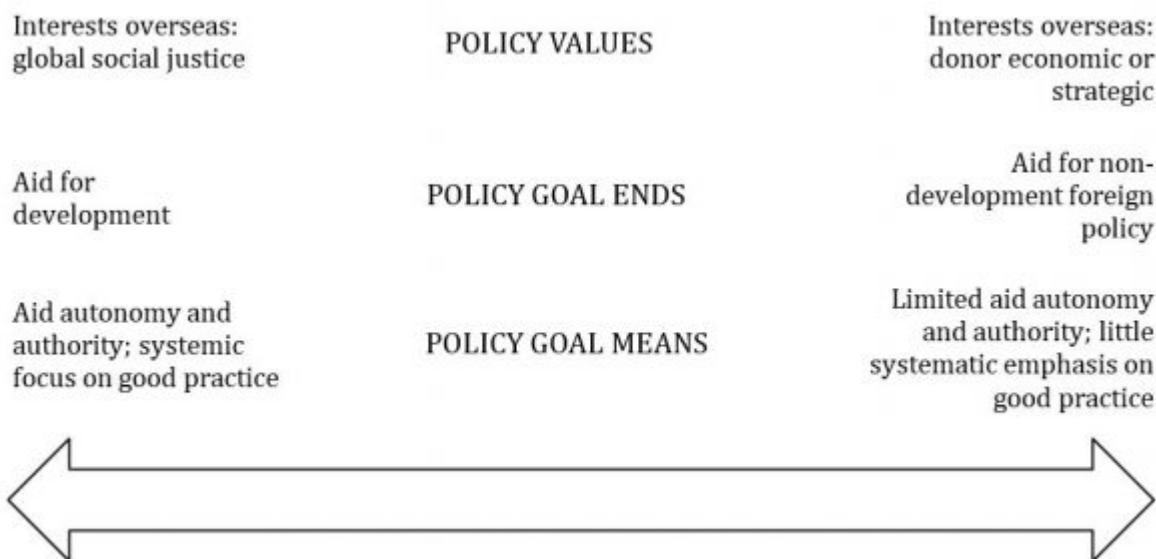 Interests overseas:
global social justice
POLICY VALUES
Interests overseas:
donor economic or
strategic
Aid for
development
POLICY GOAL ENDS
Aid for non-
development foreign
policy
Aid autonomy and
authority; systemic
focus on good practice
POLICY GOAL MEANS
Limited aid autonomy
and authority; little
systematic emphasis on
good practice